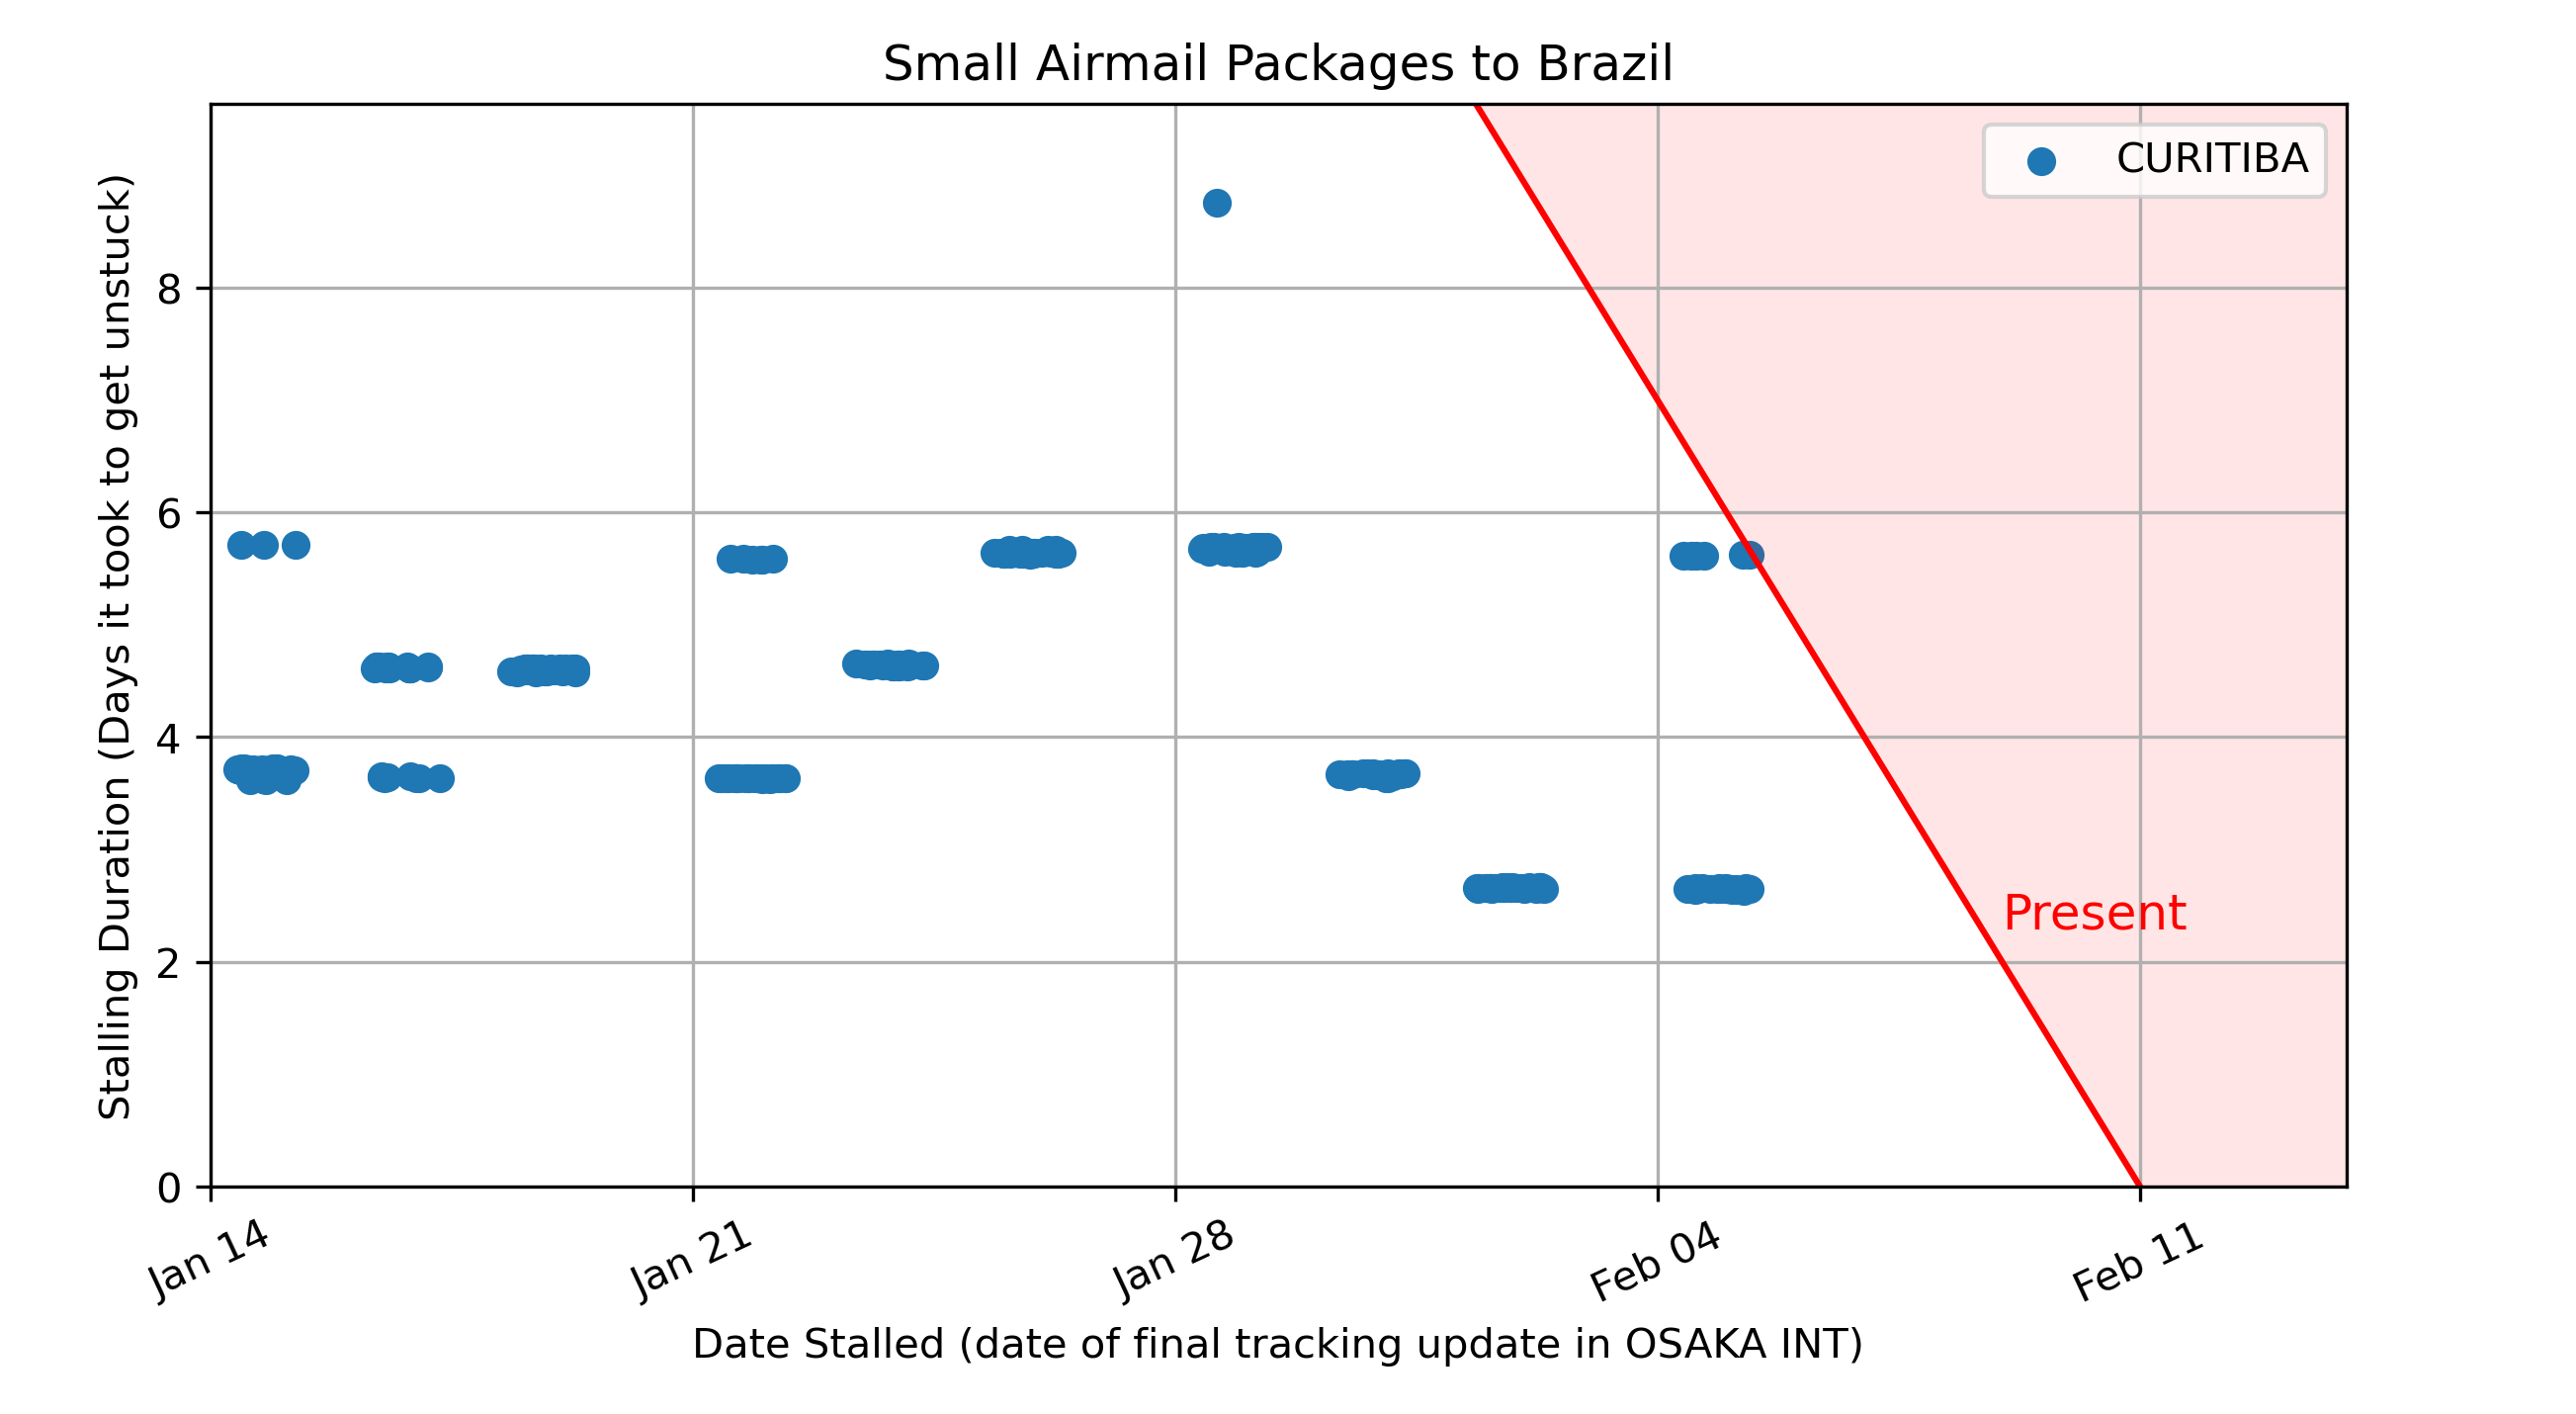 Small Airmail Packages to Brazil
CURITIBA
Stalling Duration (Days it took to get unstuck)
8
6
4
2
0
Present
Jan 14
Jan 21
Jan 28
Feb 04
Feb 11
Date Stalled (date of final tracking update in OSAKA INT)